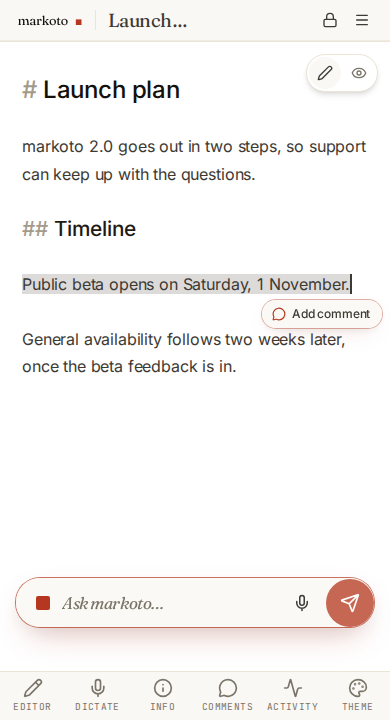 markoto
Launch...
# Launch plan
markoto 2.0 goes out in two steps, so support
can keep up with the questions.
## Timeline
Public beta opens on Saturday, 1 November.
Add comment
General availability follows two weeks later,
once the beta feedback is in.
Ask markoto...
EDITOR
DICTATE
INFO
COMMENTS
ACTIVITY
THEME